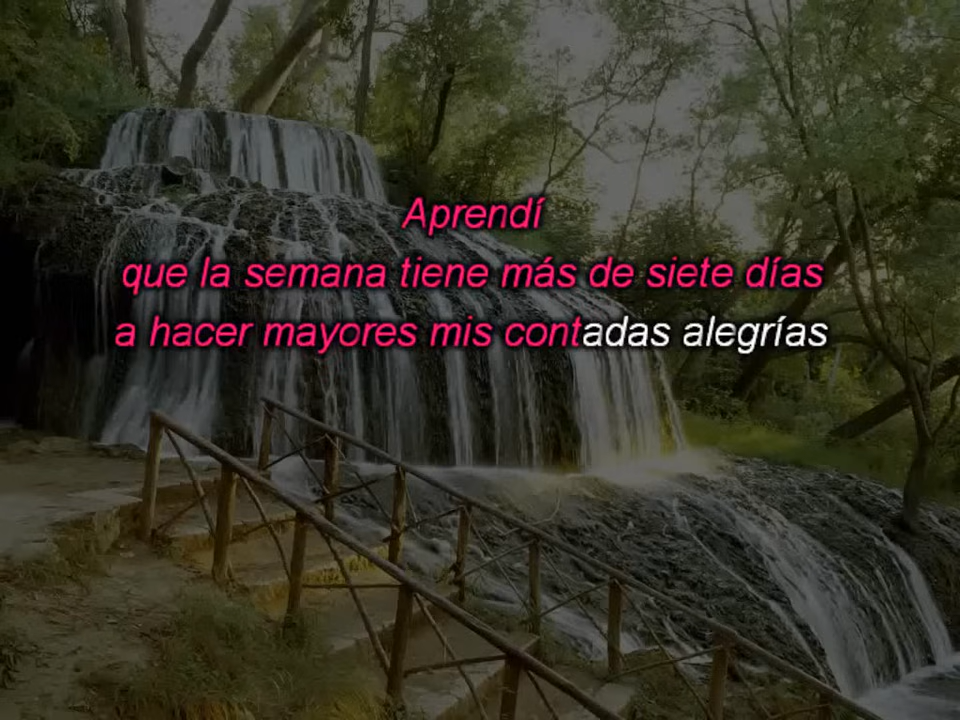 Aprendí
que la semana tiene más de siete días
a hacer mayores mis contadas alegrías